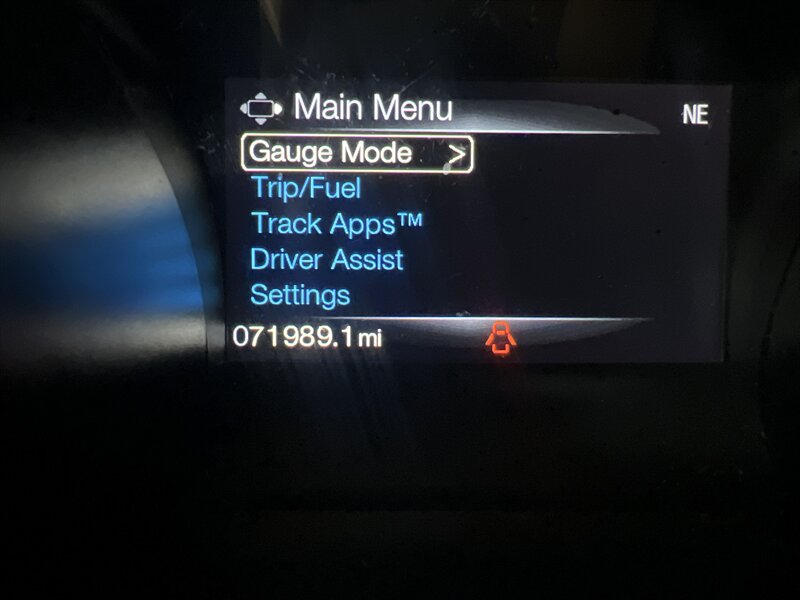 Main Menu
NE
Gauge Mode >
Trip/Fuel
Track Apps™
Driver Assist
Settings
071989.1 mi